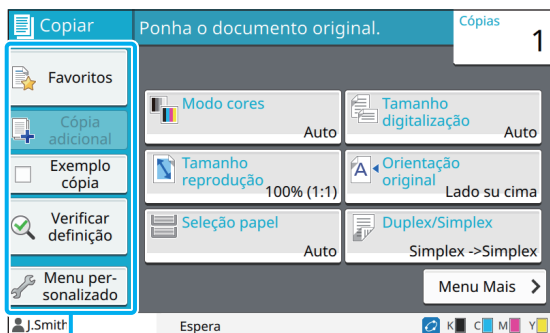 Copiar
Ponha o documento original.
Cópias
1
Favoritos
Cópia
adicional
Exemplo
cópia
Verificar
definição
Menu per-
sonalizado
Modo cores
Auto
Tamanho
digitalização
Auto
Tamanho
reprodução
100% (1:1)
Orientação
original
Lado su cima
Seleção papel
Auto
Duplex/Simplex
Simplex ->Simplex
Menu Mais
J.Smith
Espera
K C M Y